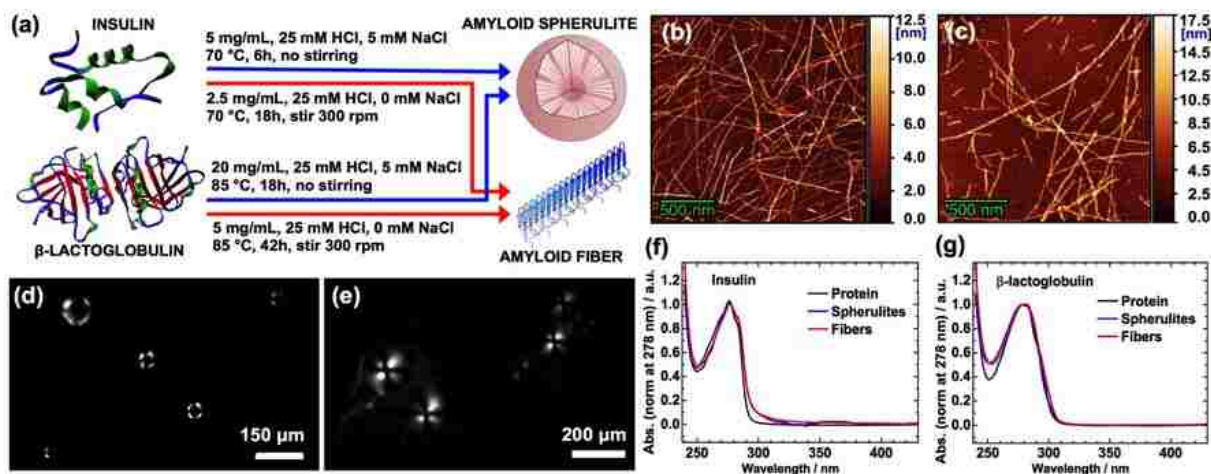 (a)
INSULIN
5 mg/mL, 25 mM HCl, 5 mM NaCl
70 °C, 6h, no stirring
2.5 mg/mL, 25 mM HCl, 0 mM NaCl
70 °C, 18h, stir 300 rpm
20 mg/mL, 25 mM HCl, 5 mM NaCl
85 °C, 18h, no stirring
5 mg/mL, 25 mM HCl, 0 mM NaCl
85 °C, 42h, stir 300 rpm
β-LACTOGLOBULIN
AMYLOID SPHERULITE
AMYLOID FIBER
(b)
500 nm
12.5
[nm]
10.0
8.0
6.0
4.0
2.0
0.0
(c)
500 nm
17.5
[nm]
14.5
12.5
10.5
8.5
6.5
4.5
2.5
0.0
(d)
150 μm
(e)
200 μm
(f)
Insulin
Protein
Spherulites
Fibers
Abs. (norm at 278 nm) / a.u.
1.2
1.0
0.8
0.6
0.4
0.2
0.0
250
300
350
400
Wavelength / nm
(g)
β-lactoglobulin
Protein
Spherulites
Fibers
Abs. (norm at 278 nm) / a.u.
1.2
1.0
0.8
0.6
0.4
0.2
0.0
250
300
350
400
Wavelength / nm